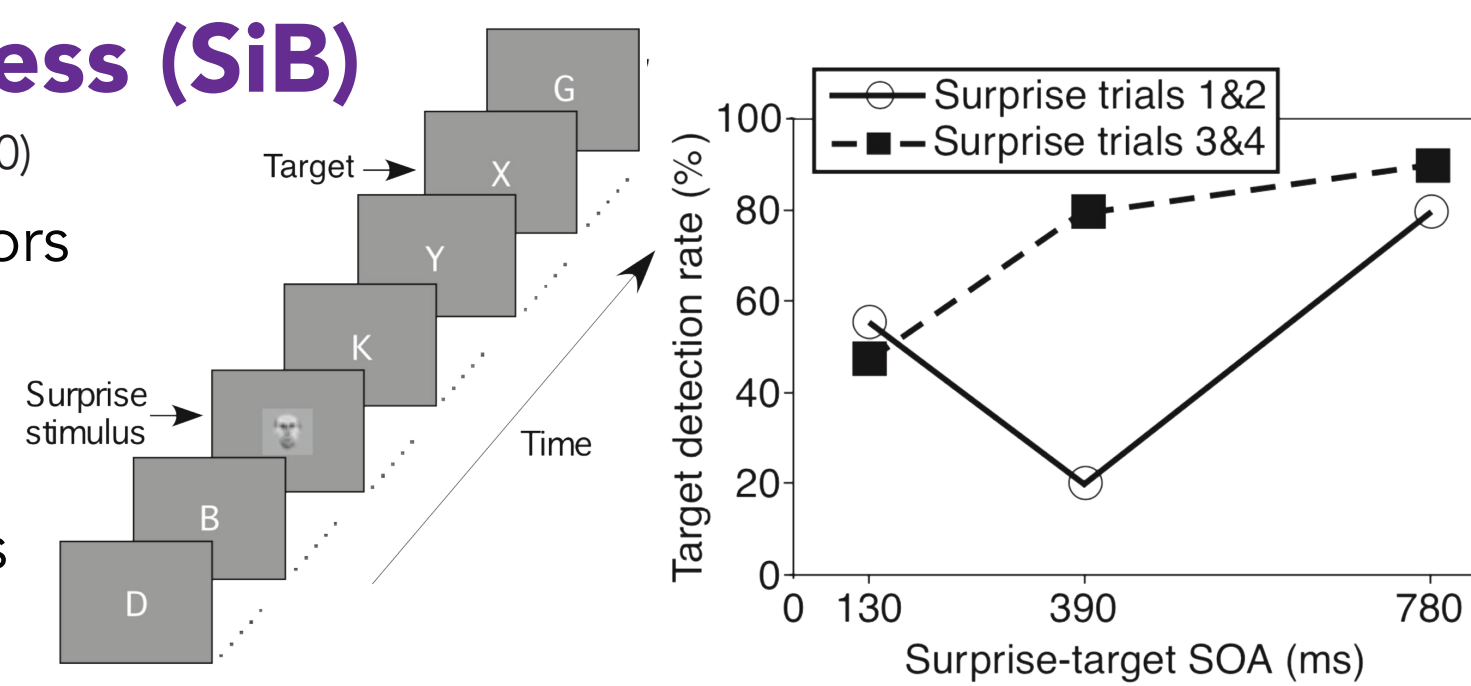 ess (SiB)
0)
ors
s
G
Target
X
Y
K
Surprise
stimulus
B
D
Time
Surprise trials 1&2
Surprise trials 3&4
Target detection rate (%)
100
80
60
40
20
0
0 130 390 780
Surprise-target SOA (ms)